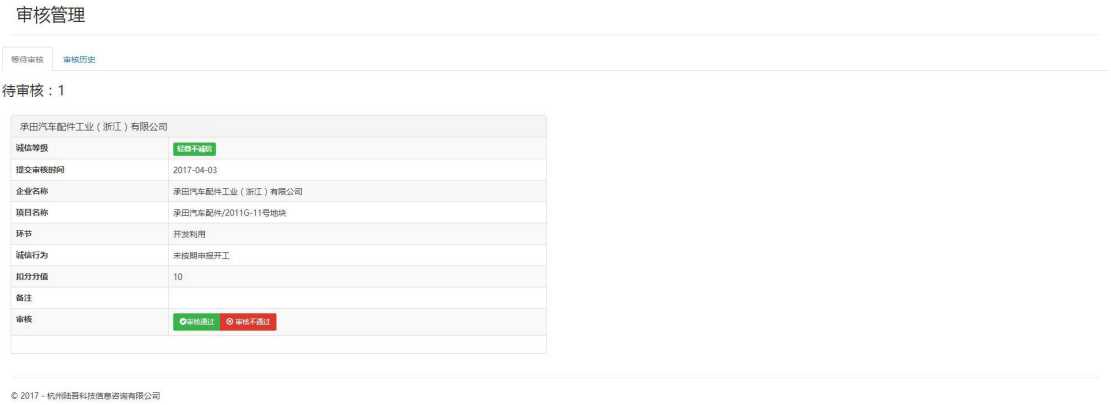 审核管理
等待审核 审核历史
待审核：1
承田汽车配件工业（浙江）有限公司
诚信等级 轻微不诚信
提交审核时间 2017-04-03
企业名称 承田汽车配件工业（浙江）有限公司
项目名称 承田汽车配件/2011G-11号地块
环节 开发利用
诚信行为 未按期申报开工
扣分分值 10
备注
审核 审核通过 审核不通过
© 2017 - 杭州陆吾科技信息咨询有限公司